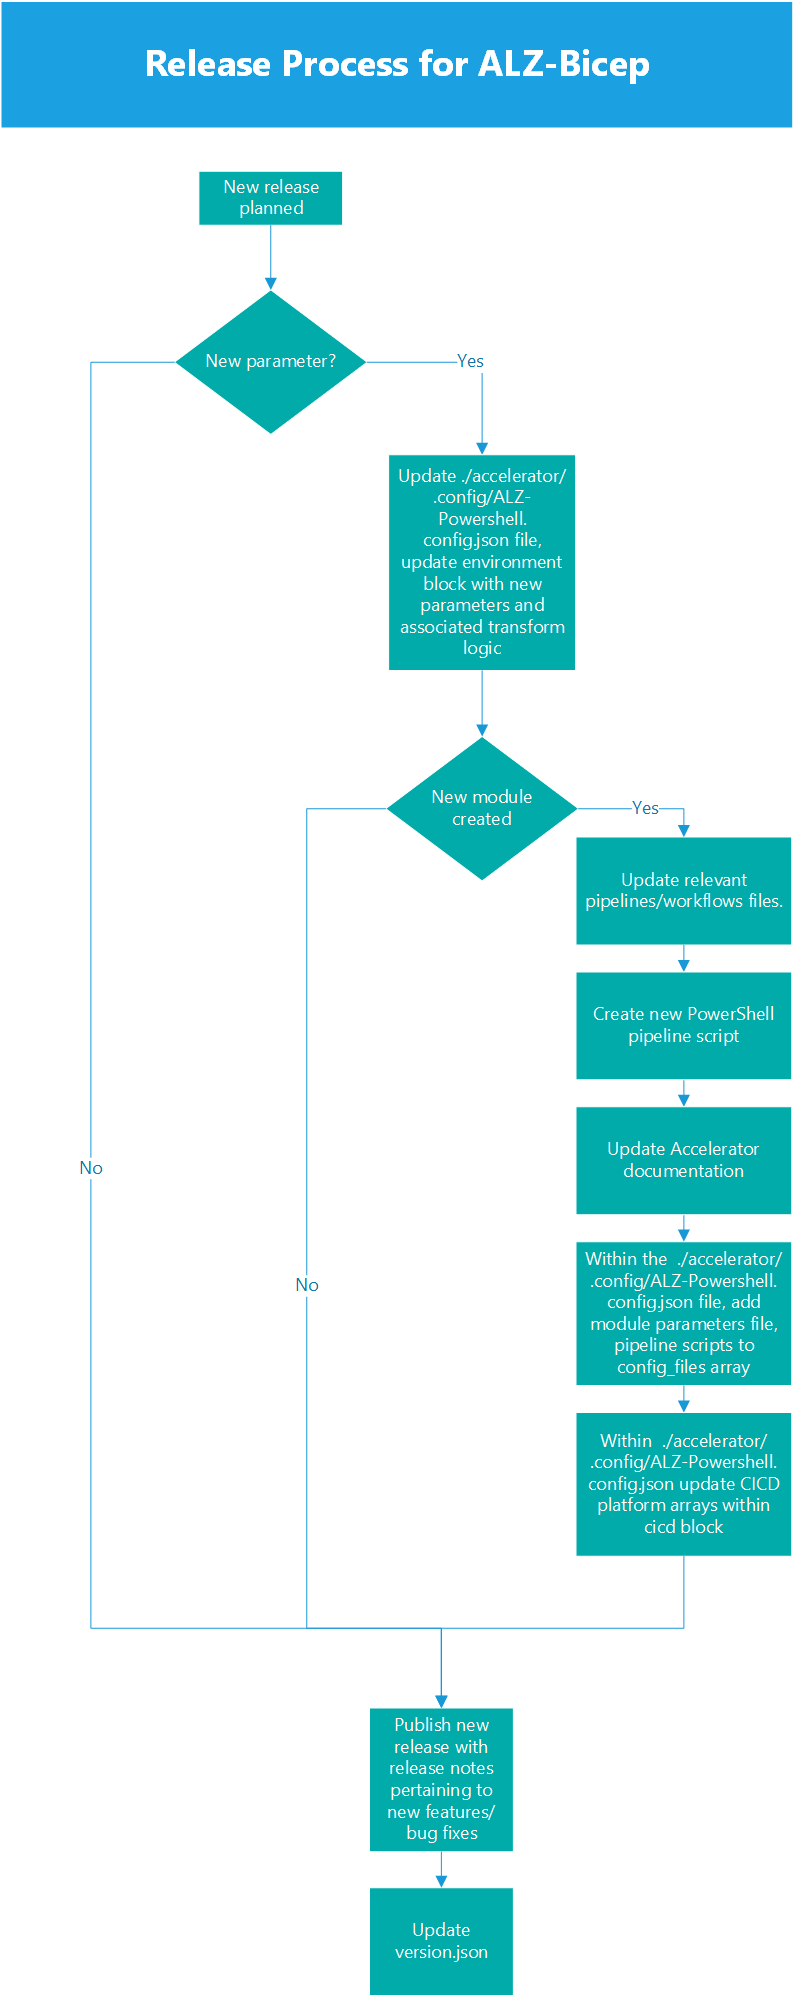 Release Process for ALZ-Bicep
New release
planned
New parameter?
Yes
Update ./accelerator/
.config/ALZ-
Powershell.
config.json file,
update environment
block with new
parameters and
associated transform
logic
New module
created
Yes
Update relevant
pipelines/workflows files.
Create new PowerShell
pipeline script
Update Accelerator
documentation
No
Within the ./accelerator/
.config/ALZ-Powershell.
config.json file, add
module parameters file,
pipeline scripts to
config_files array
No
Within ./accelerator/
.config/ALZ-Powershell.
config.json update CICD
platform arrays within
cicd block
Publish new
release with
release notes
pertaining to
new features/
bug fixes
Update
version.json